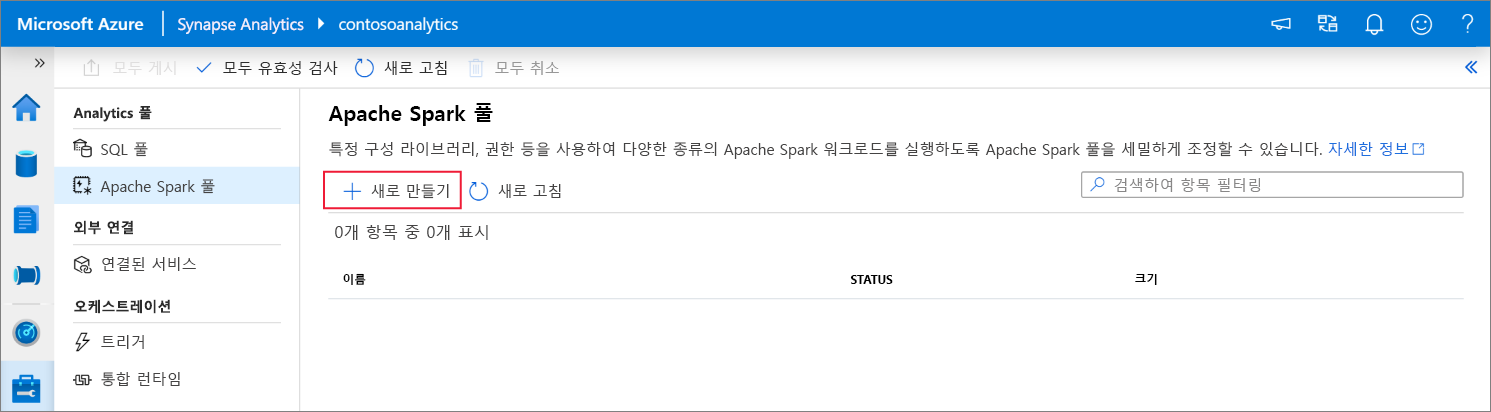 Microsoft Azure Synapse Analytics contosoanalytics
모두 게시 모두 유효성 검사 새로 고침 모두 취소
Analytics 풀
SQL 풀
Apache Spark 풀
외부 연결
연결된 서비스
오케스트레이션
트리거
통합 런타임
Apache Spark 풀
특정 구성 라이브러리, 권한 등을 사용하여 다양한 종류의 Apache Spark 워크로드를 실행하도록 Apache Spark 풀을 세밀하게 조정할 수 있습니다. 자세한 정보
새로 만들기 새로 고침 검색하여 항목 필터링
0개 항목 중 0개 표시
이름 STATUS 크기